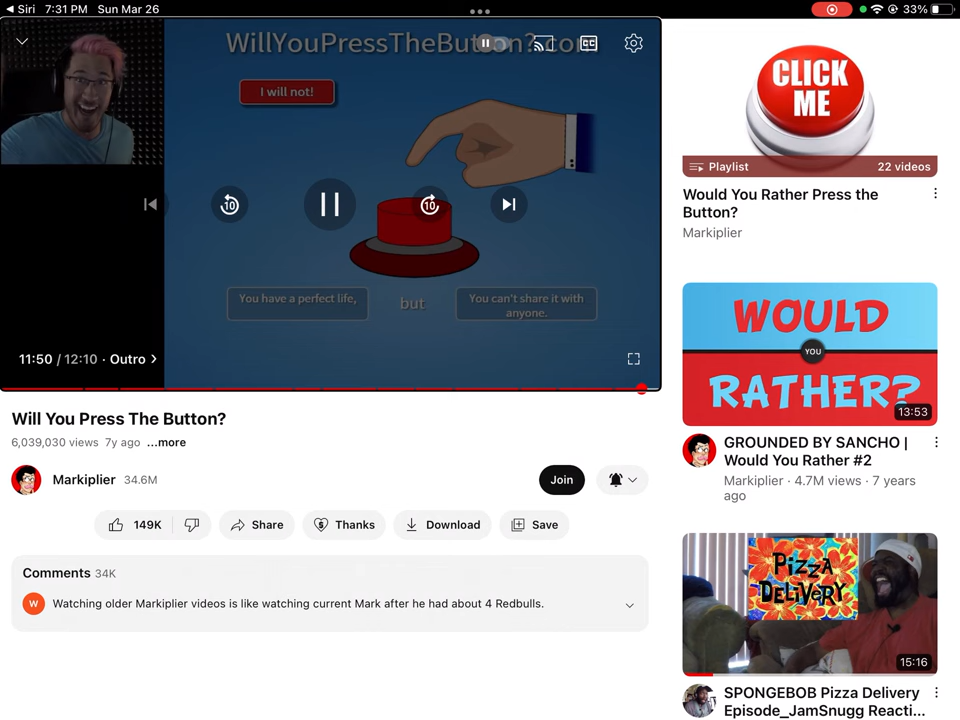 Siri 7:31 PM Sun Mar 26
33%
WillYouPressTheButton?.com
CC
I will not!
10
10
You have a perfect life,
but
You can't share it with
anyone.
11:50 / 12:10 · Outro
Will You Press The Button?
6,039,030 views 7y ago ...more
Markiplier 34.6M
Join
149K
Share
Thanks
Download
Save
Comments 34K
W
Watching older Markiplier videos is like watching current Mark after he had about 4 Redbulls.
CLICK
ME
Playlist
22 videos
Would You Rather Press the
Button?
Markiplier
WOULD
YOU
RATHER?
13:53
GROUNDED BY SANCHO |
Would You Rather #2
Markiplier · 4.7M views · 7 years
ago
PiZZA
DELiVERY
15:16
SPONGEBOB Pizza Delivery
Episode_JamSnugg Reacti...